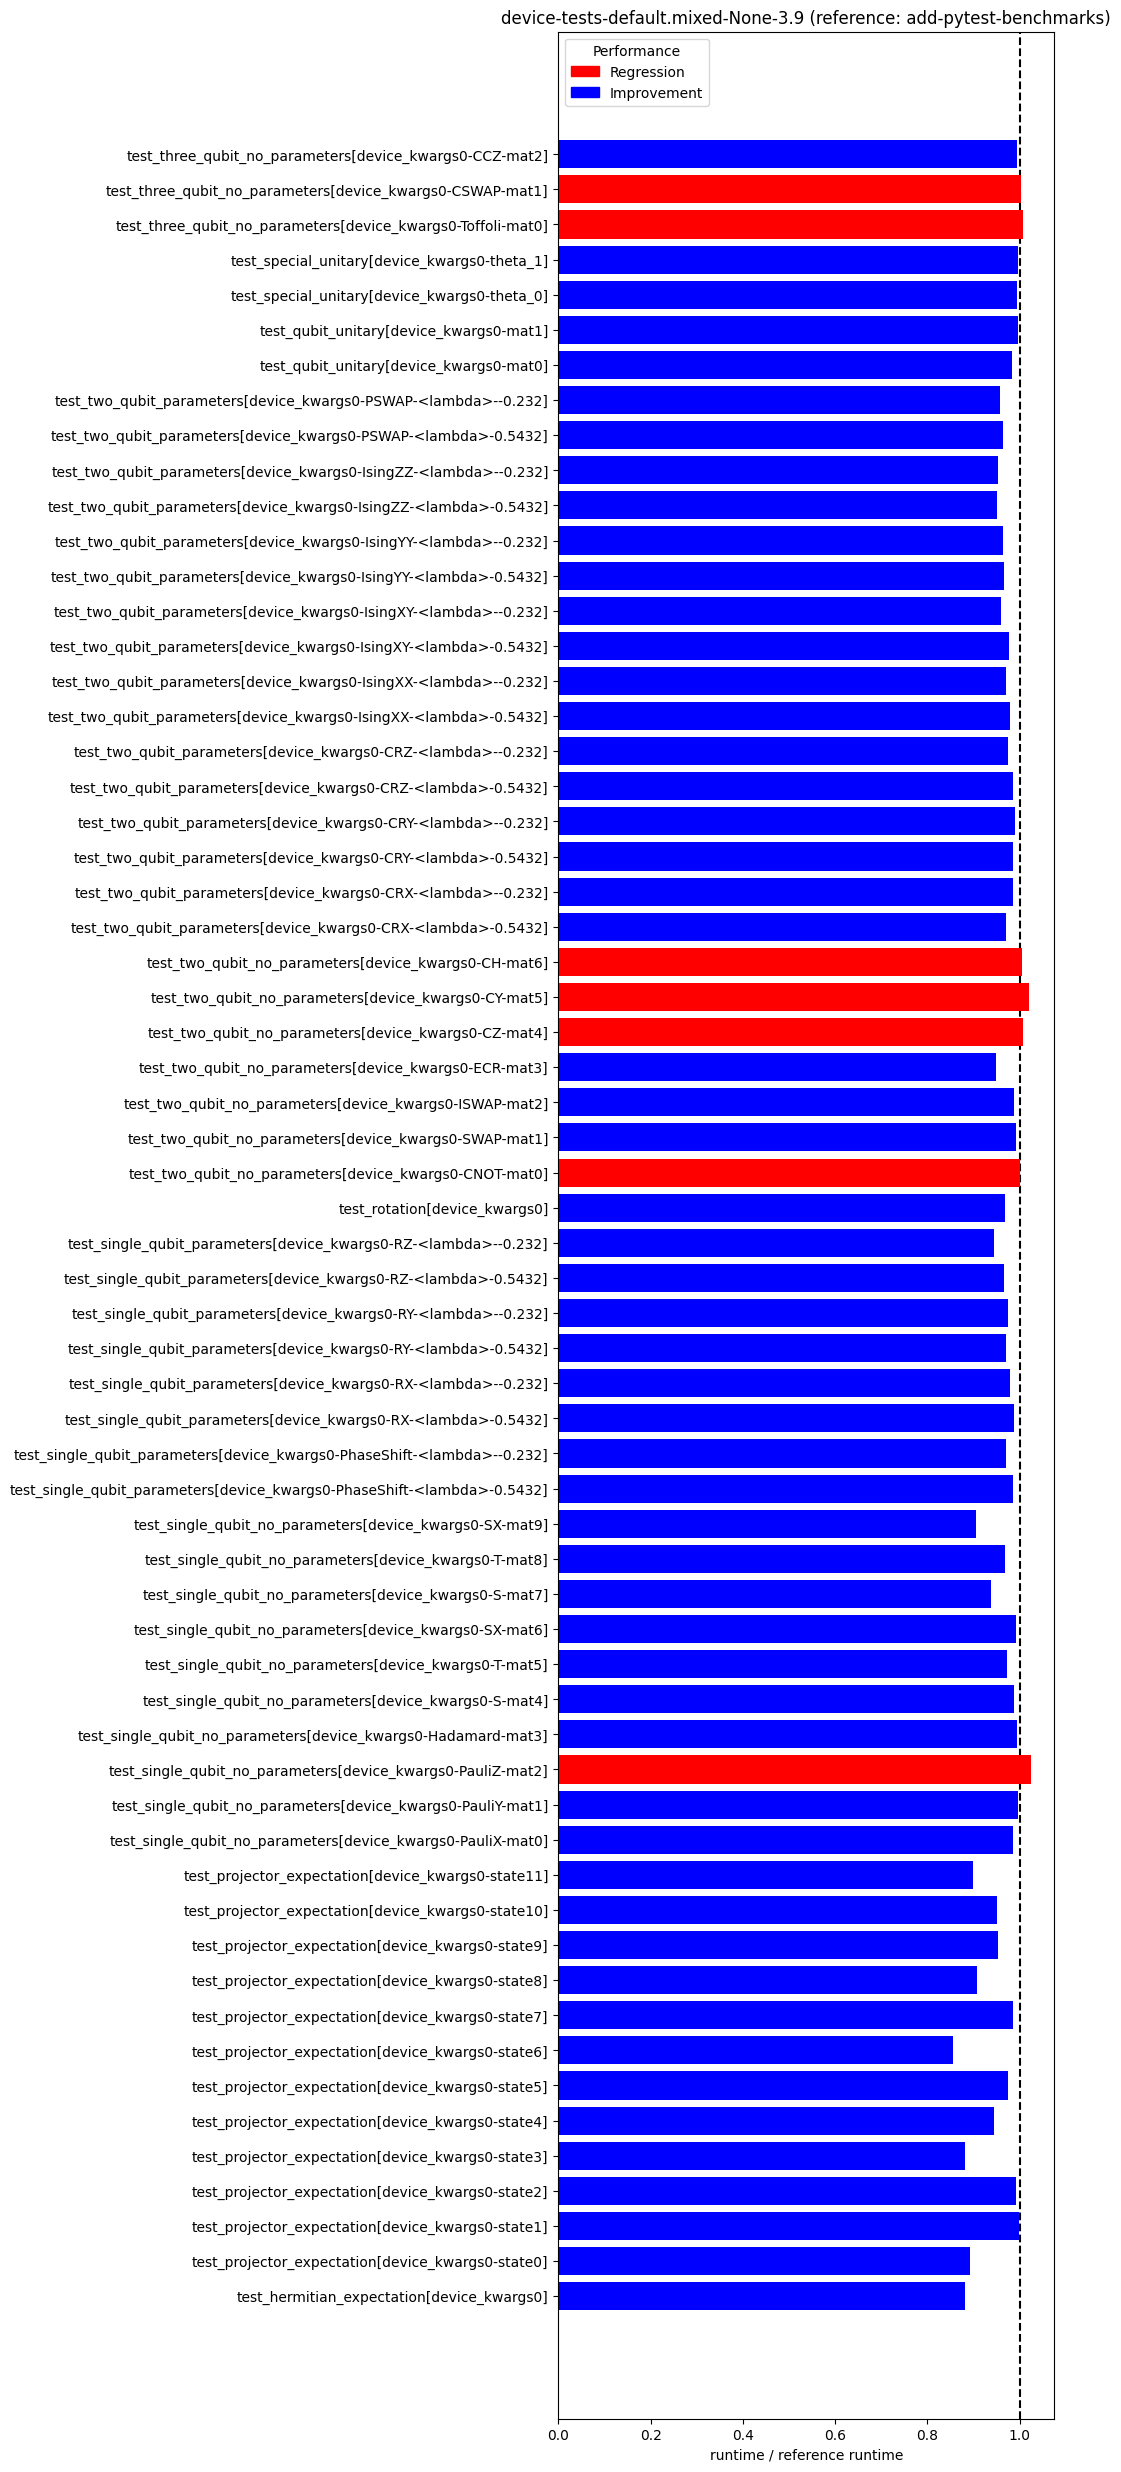 device-tests-default.mixed-None-3.9 (reference: add-pytest-benchmarks)
Performance
Regression
Improvement
test_three_qubit_no_parameters[device_kwargs0-CCZ-mat2]
test_three_qubit_no_parameters[device_kwargs0-CSWAP-mat1]
test_three_qubit_no_parameters[device_kwargs0-Toffoli-mat0]
test_special_unitary[device_kwargs0-theta_1]
test_special_unitary[device_kwargs0-theta_0]
test_qubit_unitary[device_kwargs0-mat1]
test_qubit_unitary[device_kwargs0-mat0]
test_two_qubit_parameters[device_kwargs0-PSWAP-<lambda>--0.232]
test_two_qubit_parameters[device_kwargs0-PSWAP-<lambda>-0.5432]
test_two_qubit_parameters[device_kwargs0-IsingZZ-<lambda>--0.232]
test_two_qubit_parameters[device_kwargs0-IsingZZ-<lambda>-0.5432]
test_two_qubit_parameters[device_kwargs0-IsingYY-<lambda>--0.232]
test_two_qubit_parameters[device_kwargs0-IsingYY-<lambda>-0.5432]
test_two_qubit_parameters[device_kwargs0-IsingXY-<lambda>--0.232]
test_two_qubit_parameters[device_kwargs0-IsingXY-<lambda>-0.5432]
test_two_qubit_parameters[device_kwargs0-IsingXX-<lambda>--0.232]
test_two_qubit_parameters[device_kwargs0-IsingXX-<lambda>-0.5432]
test_two_qubit_parameters[device_kwargs0-CRZ-<lambda>--0.232]
test_two_qubit_parameters[device_kwargs0-CRZ-<lambda>-0.5432]
test_two_qubit_parameters[device_kwargs0-CRY-<lambda>--0.232]
test_two_qubit_parameters[device_kwargs0-CRY-<lambda>-0.5432]
test_two_qubit_parameters[device_kwargs0-CRX-<lambda>--0.232]
test_two_qubit_parameters[device_kwargs0-CRX-<lambda>-0.5432]
test_two_qubit_no_parameters[device_kwargs0-CH-mat6]
test_two_qubit_no_parameters[device_kwargs0-CY-mat5]
test_two_qubit_no_parameters[device_kwargs0-CZ-mat4]
test_two_qubit_no_parameters[device_kwargs0-ECR-mat3]
test_two_qubit_no_parameters[device_kwargs0-ISWAP-mat2]
test_two_qubit_no_parameters[device_kwargs0-SWAP-mat1]
test_two_qubit_no_parameters[device_kwargs0-CNOT-mat0]
test_rotation[device_kwargs0]
test_single_qubit_parameters[device_kwargs0-RZ-<lambda>--0.232]
test_single_qubit_parameters[device_kwargs0-RZ-<lambda>-0.5432]
test_single_qubit_parameters[device_kwargs0-RY-<lambda>--0.232]
test_single_qubit_parameters[device_kwargs0-RY-<lambda>-0.5432]
test_single_qubit_parameters[device_kwargs0-RX-<lambda>--0.232]
test_single_qubit_parameters[device_kwargs0-RX-<lambda>-0.5432]
test_single_qubit_parameters[device_kwargs0-PhaseShift-<lambda>--0.232]
test_single_qubit_parameters[device_kwargs0-PhaseShift-<lambda>-0.5432]
test_single_qubit_no_parameters[device_kwargs0-SX-mat9]
test_single_qubit_no_parameters[device_kwargs0-T-mat8]
test_single_qubit_no_parameters[device_kwargs0-S-mat7]
test_single_qubit_no_parameters[device_kwargs0-SX-mat6]
test_single_qubit_no_parameters[device_kwargs0-T-mat5]
test_single_qubit_no_parameters[device_kwargs0-S-mat4]
test_single_qubit_no_parameters[device_kwargs0-Hadamard-mat3]
test_single_qubit_no_parameters[device_kwargs0-PauliZ-mat2]
test_single_qubit_no_parameters[device_kwargs0-PauliY-mat1]
test_single_qubit_no_parameters[device_kwargs0-PauliX-mat0]
test_projector_expectation[device_kwargs0-state11]
test_projector_expectation[device_kwargs0-state10]
test_projector_expectation[device_kwargs0-state9]
test_projector_expectation[device_kwargs0-state8]
test_projector_expectation[device_kwargs0-state7]
test_projector_expectation[device_kwargs0-state6]
test_projector_expectation[device_kwargs0-state5]
test_projector_expectation[device_kwargs0-state4]
test_projector_expectation[device_kwargs0-state3]
test_projector_expectation[device_kwargs0-state2]
test_projector_expectation[device_kwargs0-state1]
test_projector_expectation[device_kwargs0-state0]
test_hermitian_expectation[device_kwargs0]
0.0 0.2 0.4 0.6 0.8 1.0
runtime / reference runtime